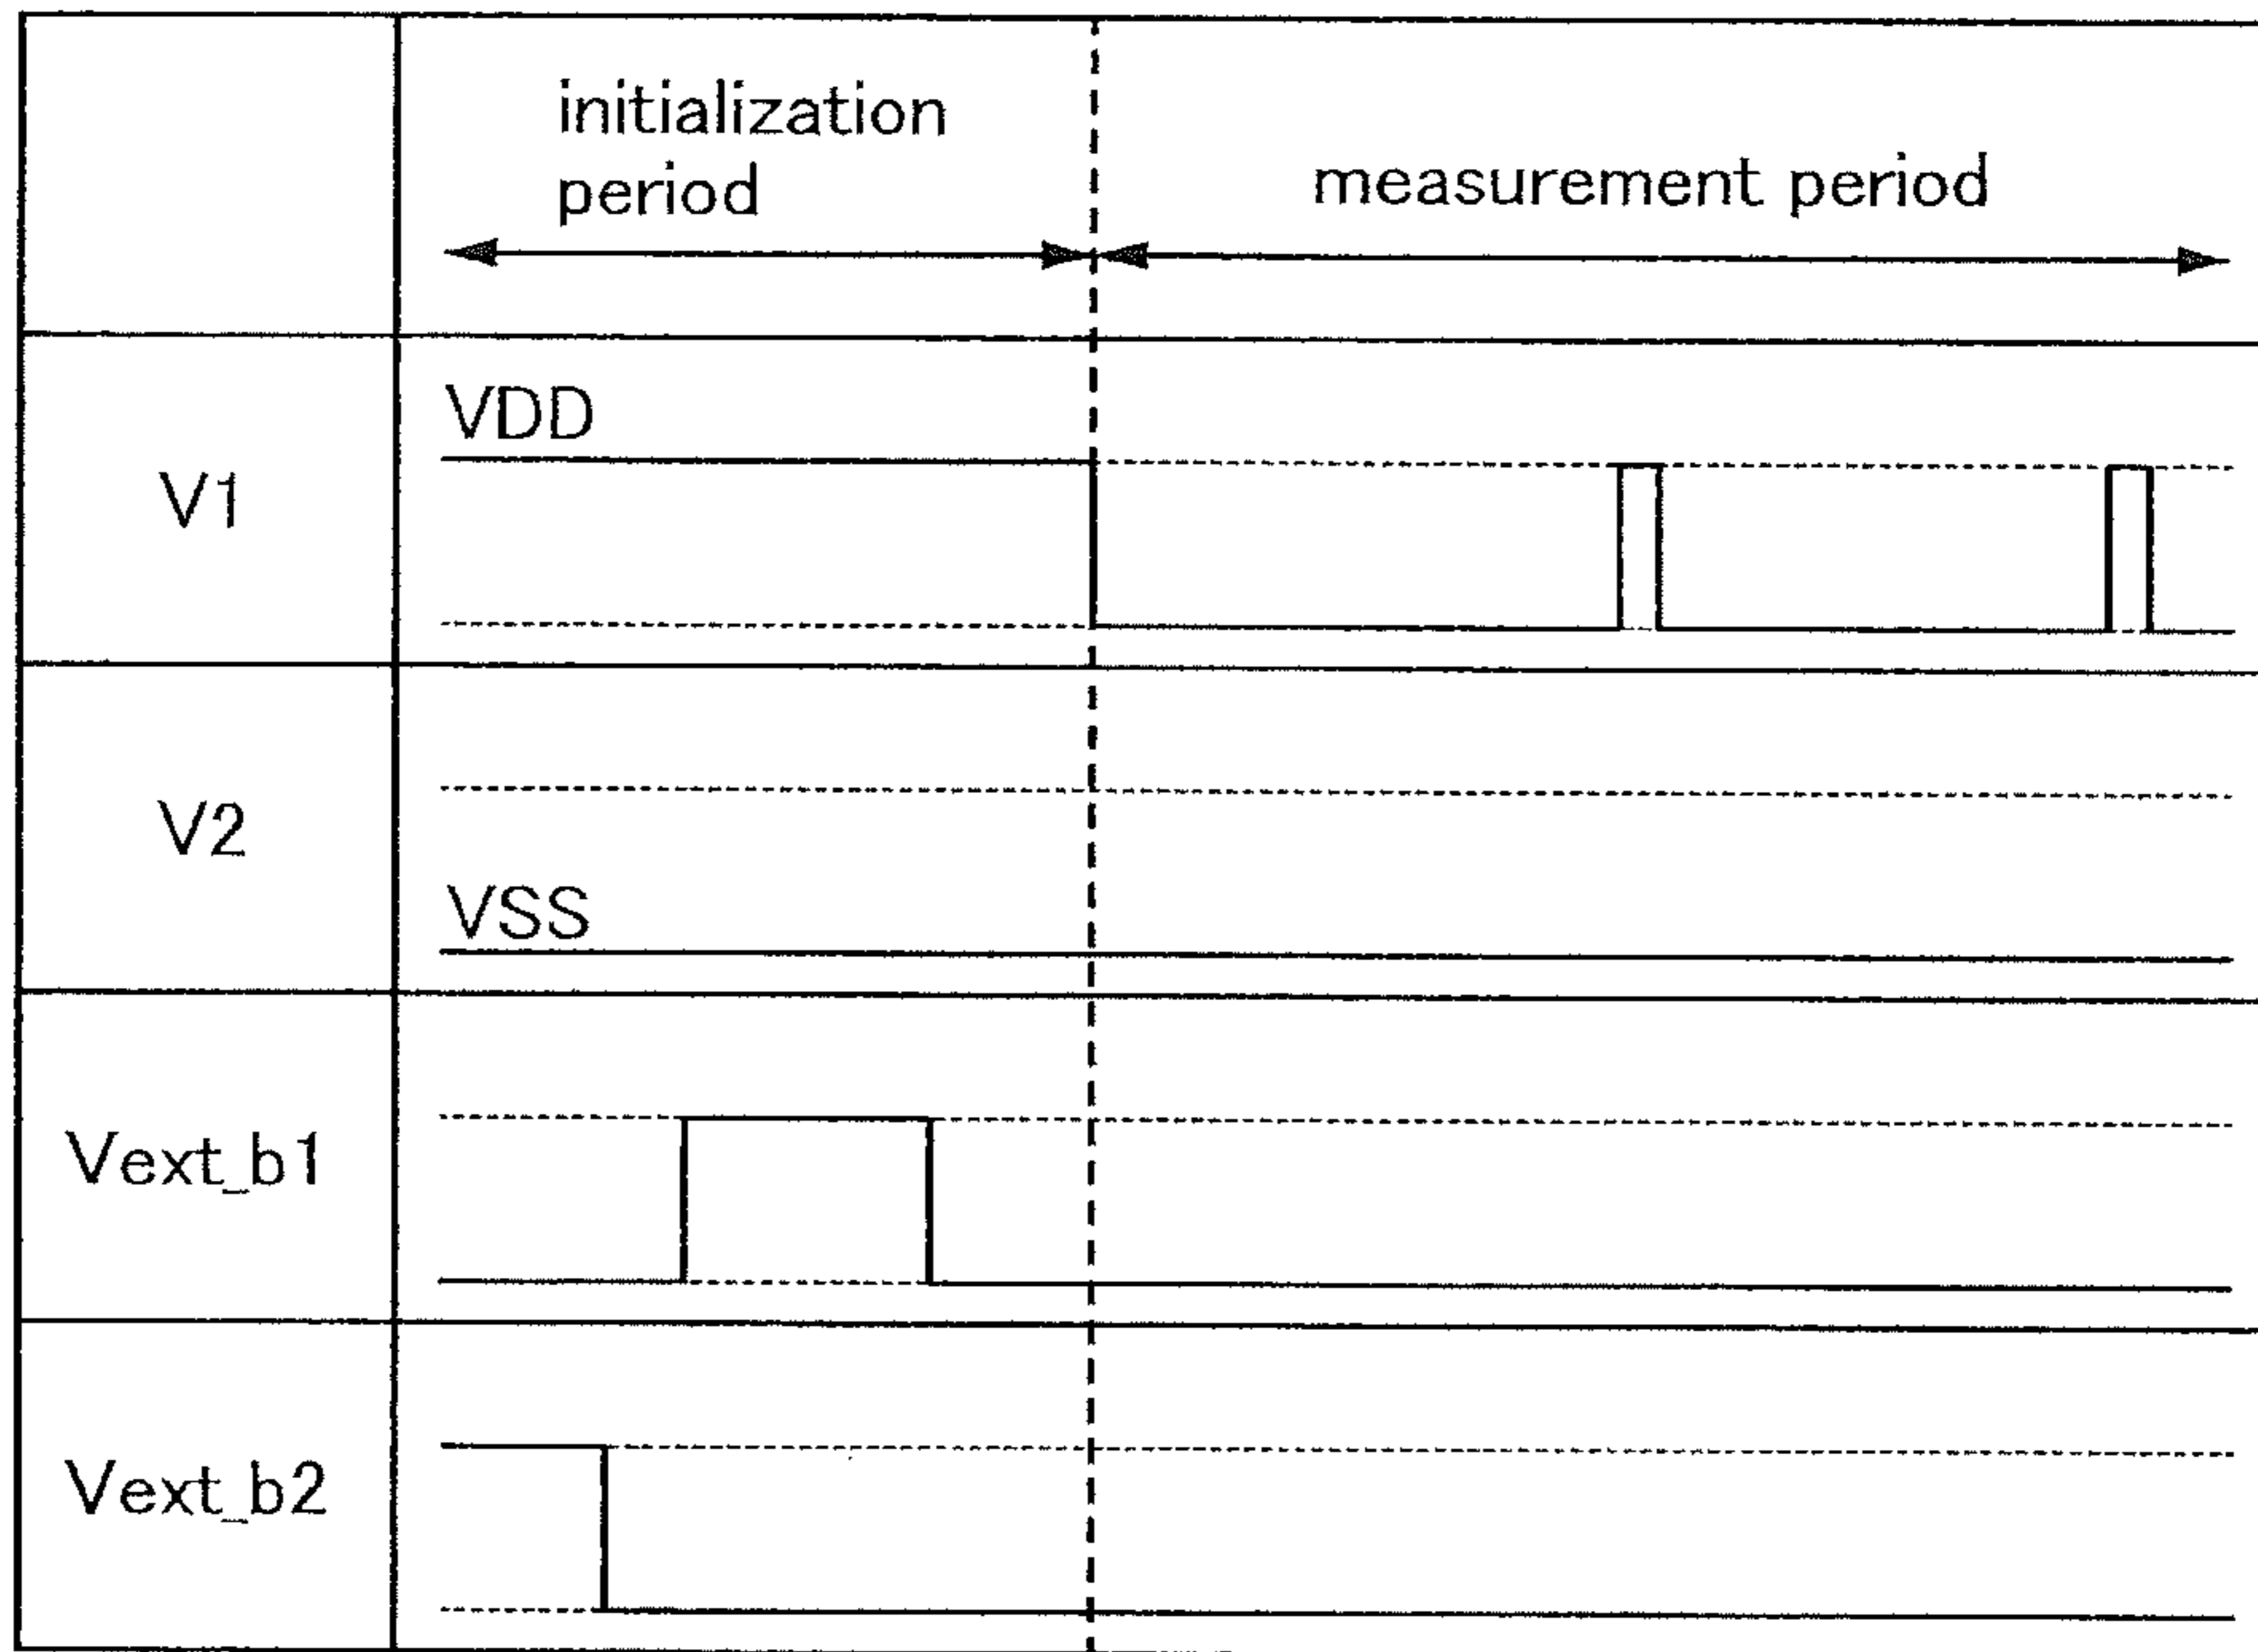 initialization
period
measurement period
V1
VDD
V2
VSS
Vext_b1
Vext_b2